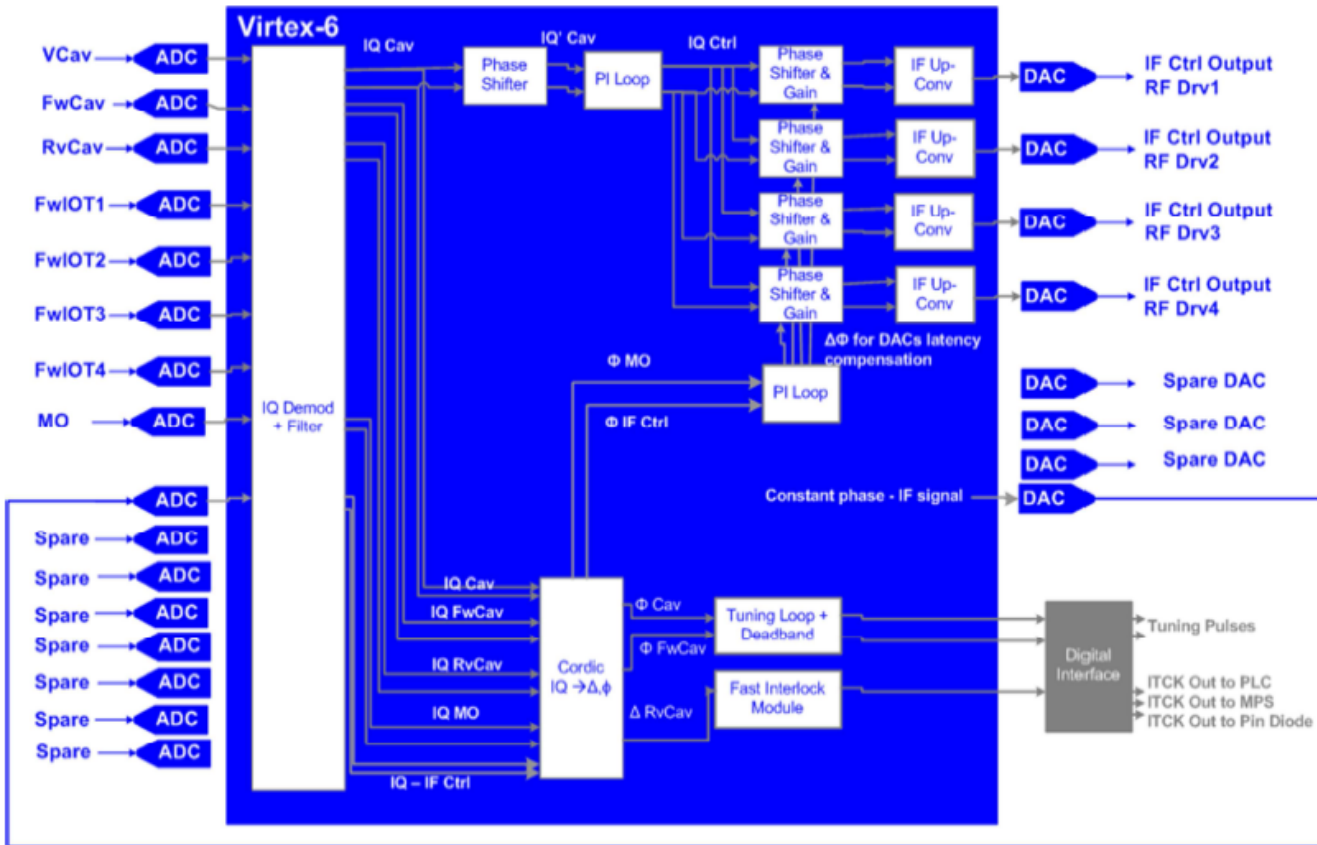 Virtex-6
VCav
ADC
FwCav
ADC
RvCav
ADC
FwIOT1
ADC
FwIOT2
ADC
FwIOT3
ADC
FwIOT4
ADC
MO
ADC
ADC
Spare
ADC
Spare
ADC
Spare
ADC
Spare
ADC
Spare
ADC
Spare
ADC
Spare
ADC
IQ Demod
+ Filter
IQ Cav
Phase
Shifter
IQ' Cav
PI Loop
IQ Ctrl
Phase
Shifter &
Gain
IF Up-
Conv
DAC
IF Ctrl Output
RF Drv1
Phase
Shifter &
Gain
IF Up-
Conv
DAC
IF Ctrl Output
RF Drv2
Phase
Shifter &
Gain
IF Up-
Conv
DAC
IF Ctrl Output
RF Drv3
Phase
Shifter &
Gain
IF Up-
Conv
DAC
IF Ctrl Output
RF Drv4
ΔΦ for DACs latency
compensation
Φ MO
PI Loop
Φ IF Ctrl
DAC
Spare DAC
DAC
Spare DAC
DAC
Spare DAC
Constant phase - IF signal
DAC
IQ Cav
IQ FwCav
IQ RvCav
IQ MO
IQ – IF Ctrl
Cordic
IQ →Δ,ϕ
Φ Cav
Φ FwCav
Δ RvCav
Tuning Loop +
Deadband
Fast Interlock
Module
Digital
Interface
Tuning Pulses
ITCK Out to PLC
ITCK Out to MPS
ITCK Out to Pin Diode